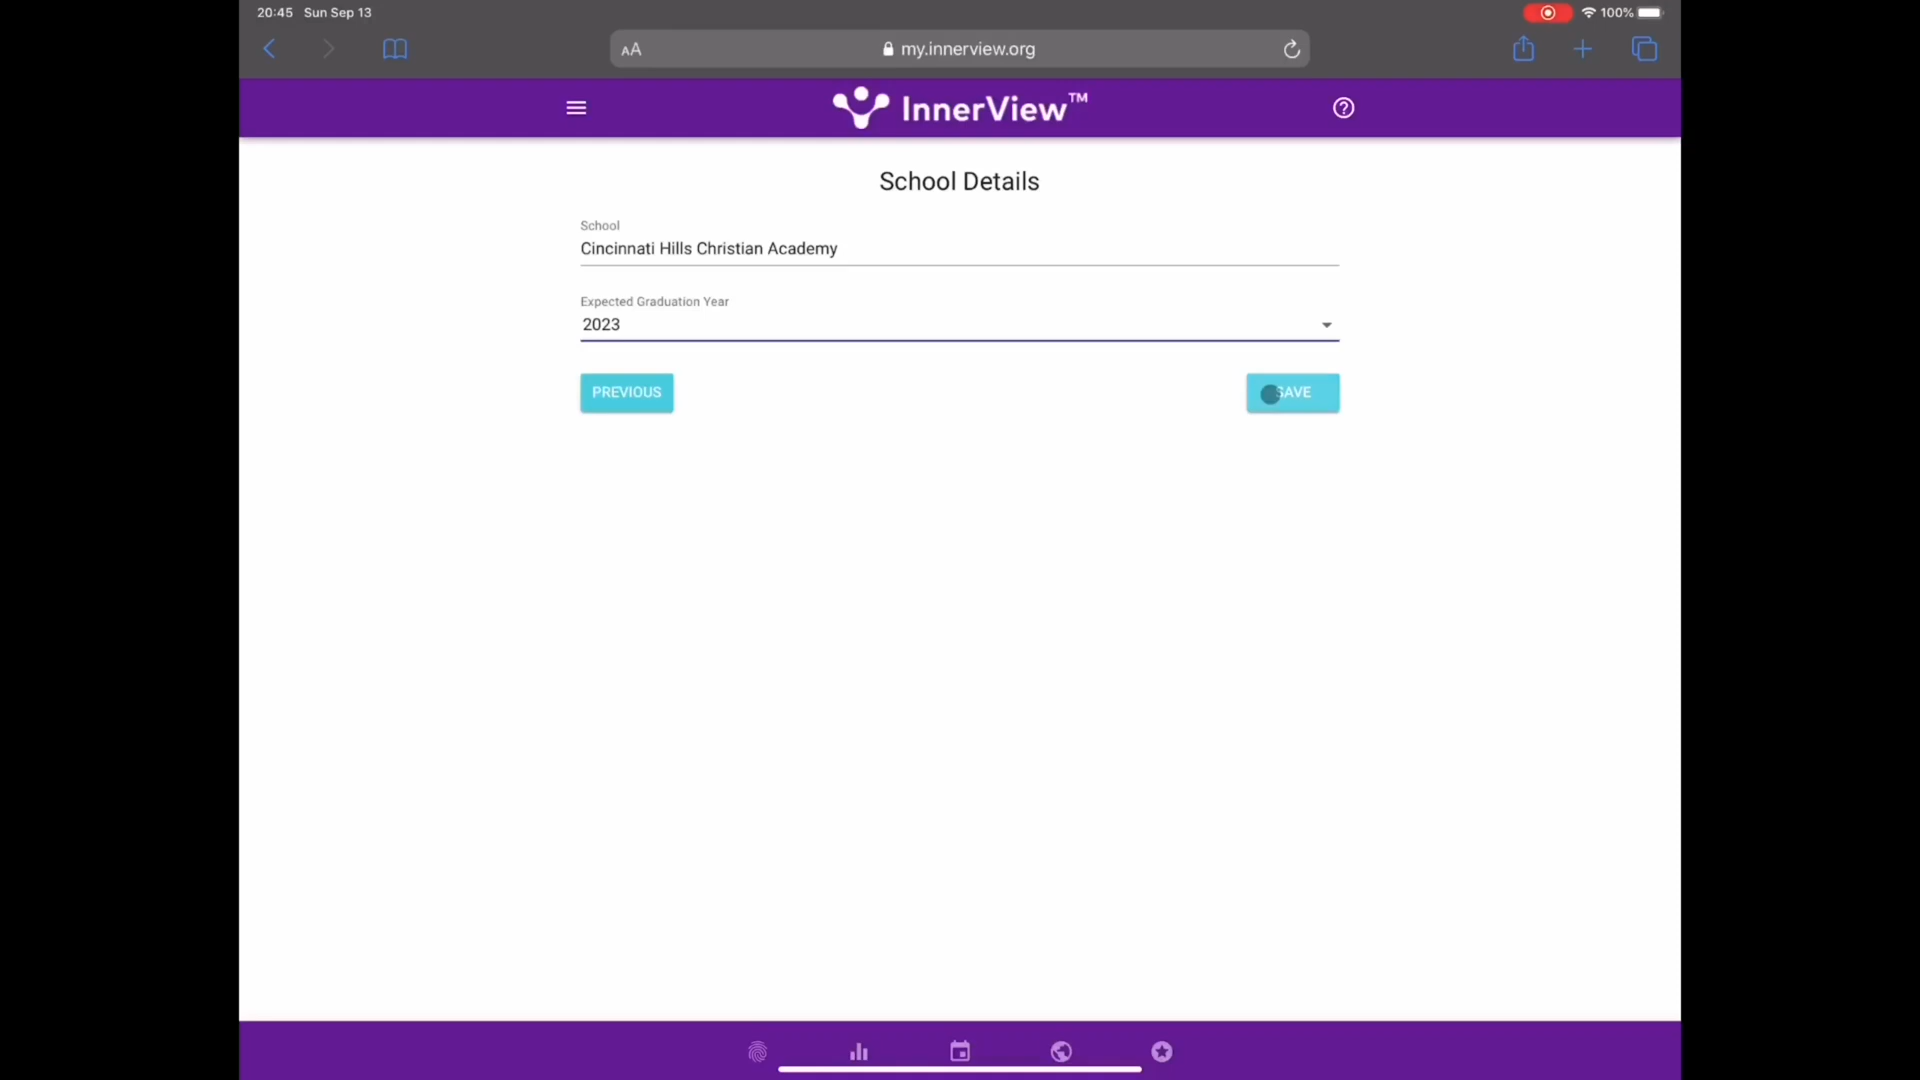 20:45 Sun Sep 13
100%
AA
my.innerview.org
InnerView™
School Details
School
Cincinnati Hills Christian Academy
Expected Graduation Year
2023
PREVIOUS
SAVE